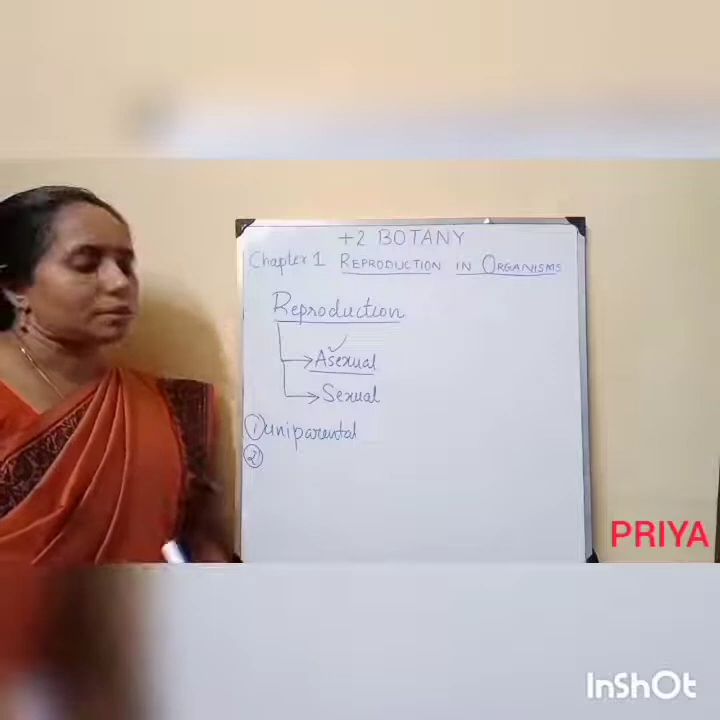 +2 BOTANY
Chapter 1 REPRODUCTION IN ORGANISMS
Reproduction
Asexual
Sexual
① uniparental
②
PRIYA
InShOt